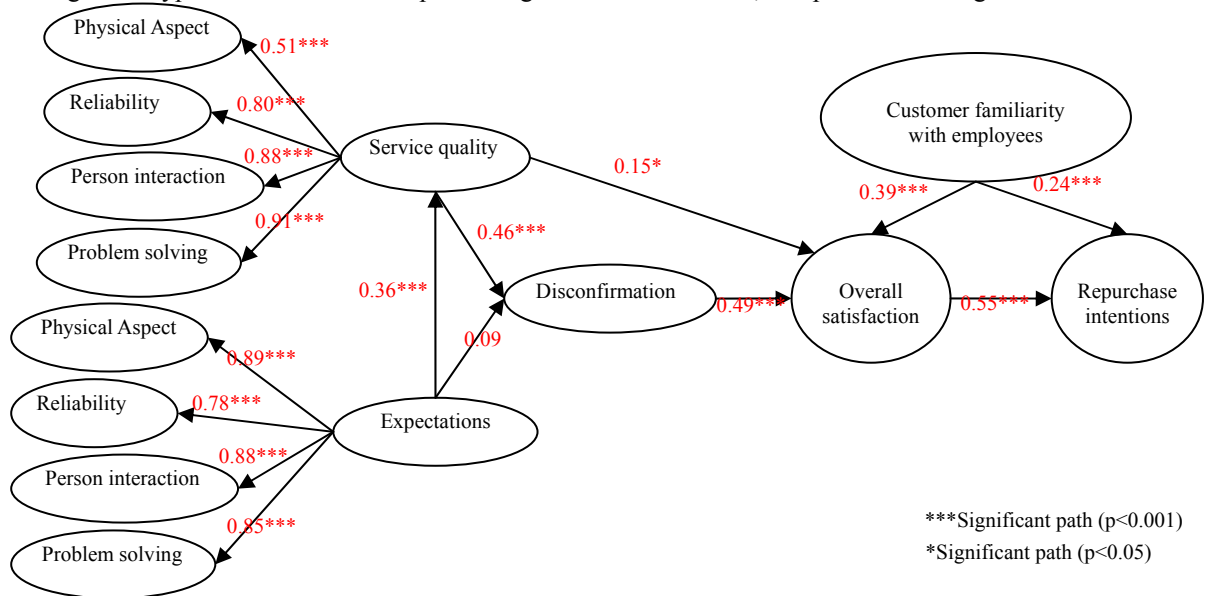 Physical Aspect
0.51***
Reliability
0.80***
Customer familiarity
with employees
Service quality
0.88***
Person interaction
0.15*
0.39***
0.24***
0.91***
0.46***
Problem solving
0.36***
Disconfirmation
0.49***
Overall
satisfaction
0.55***
Repurchase
intentions
Physical Aspect
0.89***
0.09
Reliability
0.78***
Expectations
0.88***
Person interaction
0.85***
Problem solving
***Significant path (p<0.001)
*Significant path (p<0.05)